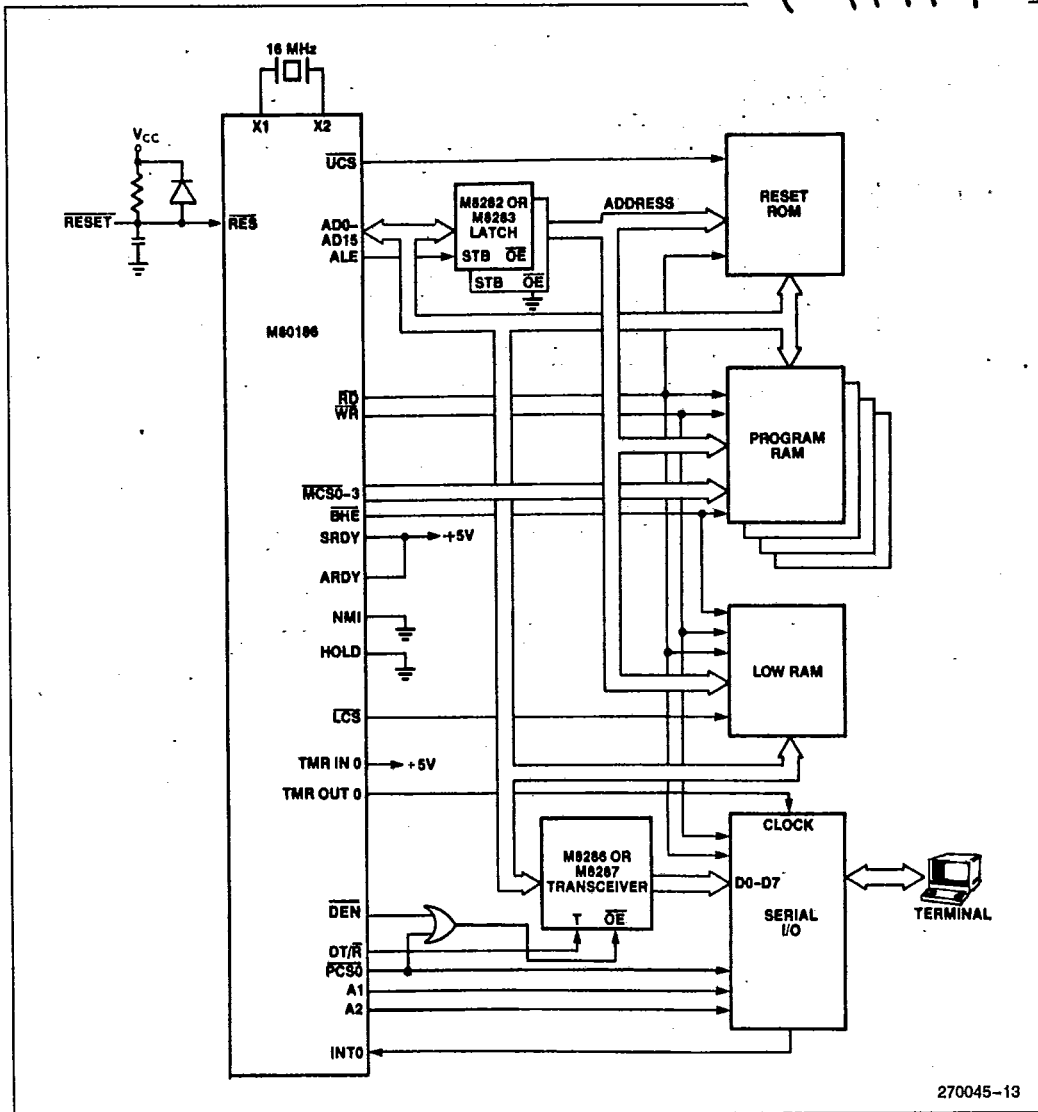 16 MHz
X1 X2
VCC
RESET
RES
UCS
AD0-
AD15
ALE
M80186
RD
WR
MCS0-3
BHE
SRDY
+5V
ARDY
NMI
HOLD
LCS
TMR IN 0
+5V
TMR OUT 0
DEN
DT/R
PCS0
A1
A2
INT0
M8282 OR
M8283
LATCH
STB OE
STB OE
ADDRESS
RESET
ROM
PROGRAM
RAM
LOW RAM
M8286 OR
M8287
TRANSCEIVER
T OE
CLOCK
D0-D7
SERIAL
I/O
TERMINAL
270045-13